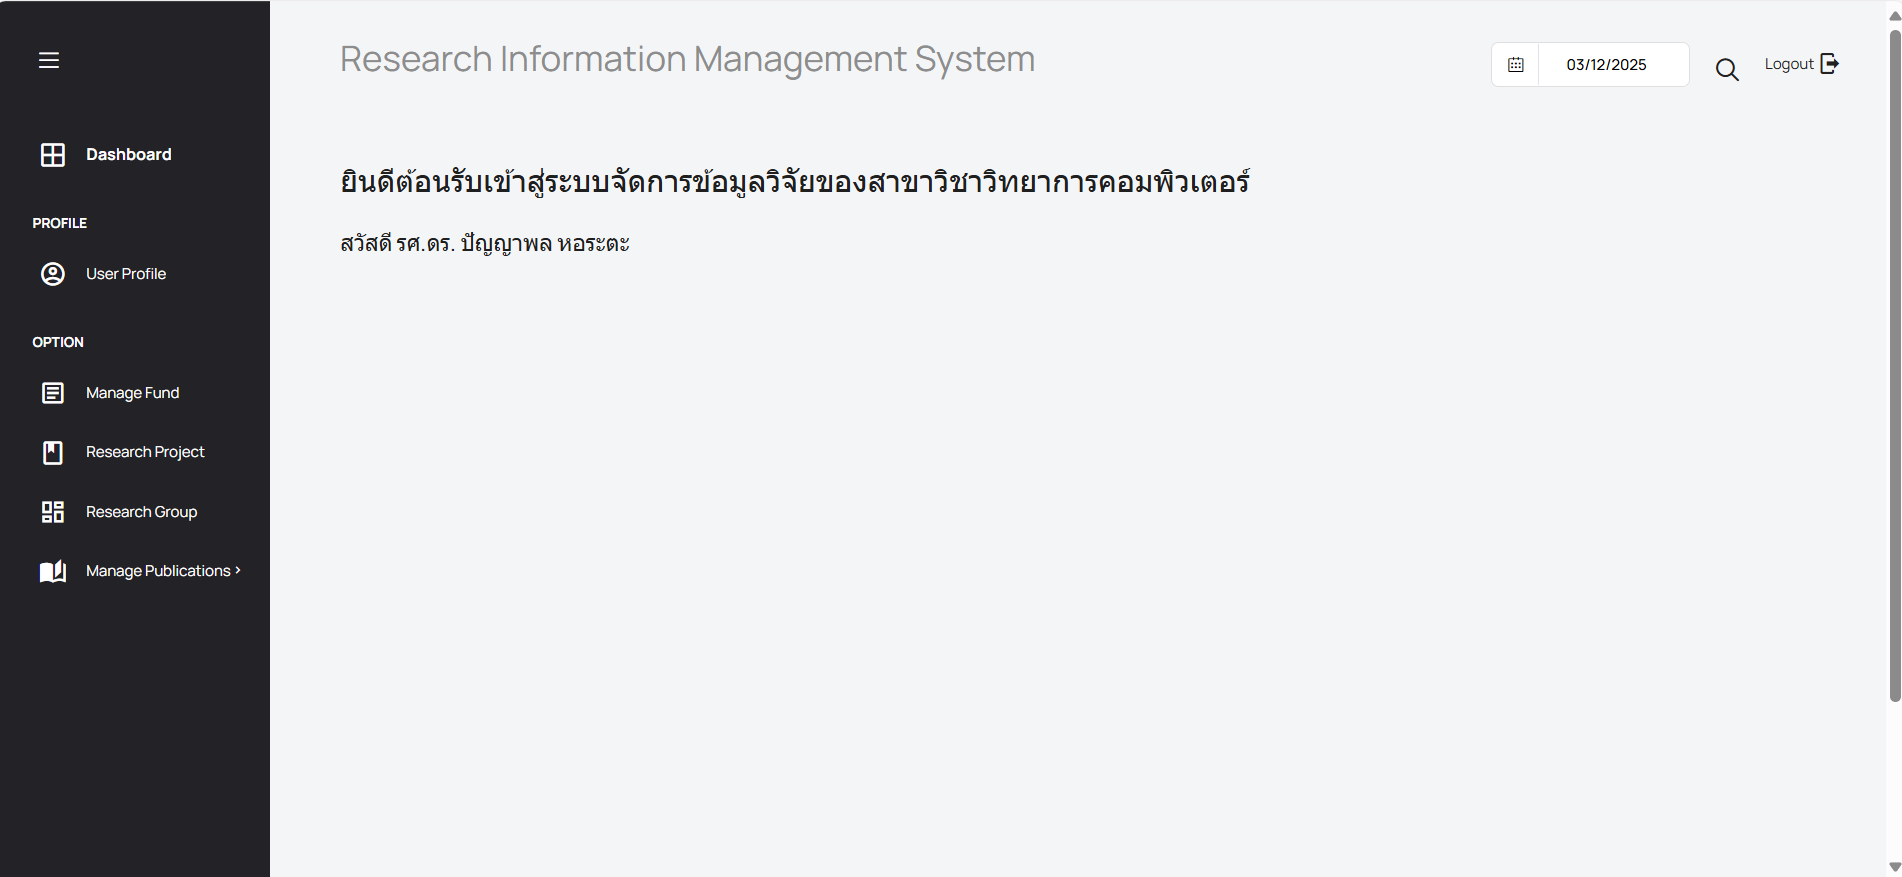 Research Information Management System
03/12/2025
Logout
Dashboard
PROFILE
User Profile
OPTION
Manage Fund
Research Project
Research Group
Manage Publications >
ยินดีต้อนรับเข้าสู่ระบบจัดการข้อมูลวิจัยของสาขาวิชาวิทยาการคอมพิวเตอร์
สวัสดี รศ.ดร. ปัญญาพล หอระตะ